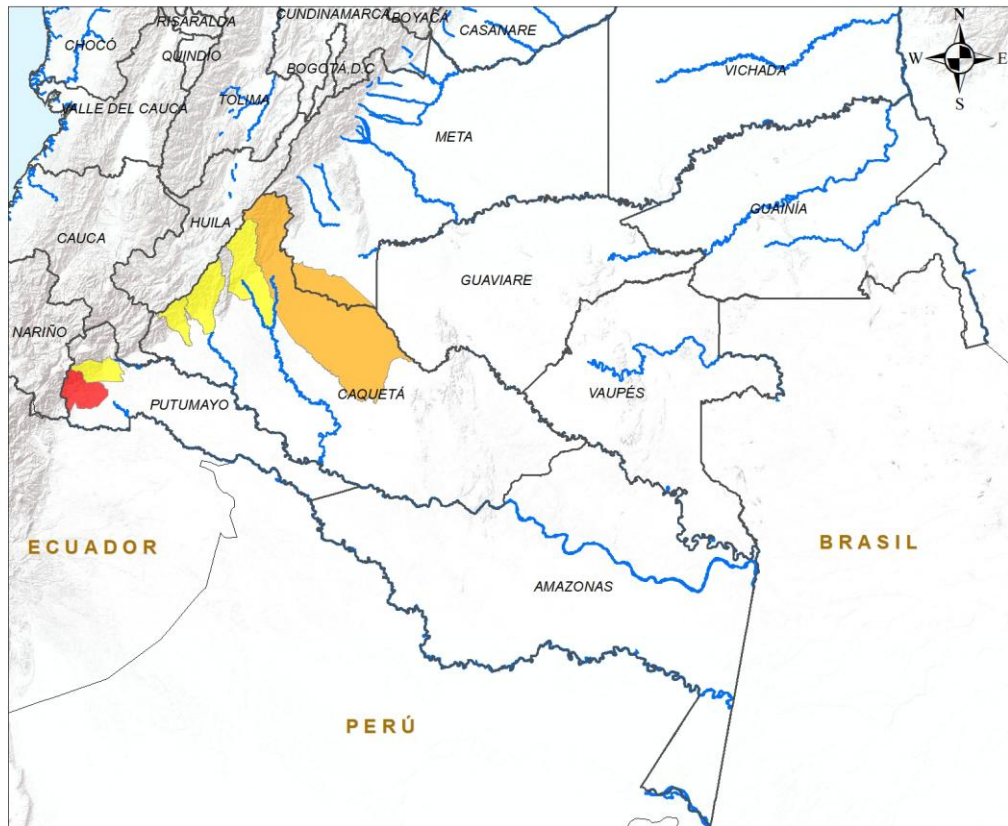 RISARALDA
CUNDINAMARCA
BOYACÁ
CHOCÓ
QUINDIO
CASANARE
BOGOTÁ D.C
N
W
E
S
VICHADA
VALLE DEL CAUCA
TOLIMA
META
GUAINÍA
HUILA
CAUCA
GUAVIARE
NARIÑO
CAQUETÁ
VAUPÉS
PUTUMAYO
ECUADOR
BRASIL
AMAZONAS
PERÚ